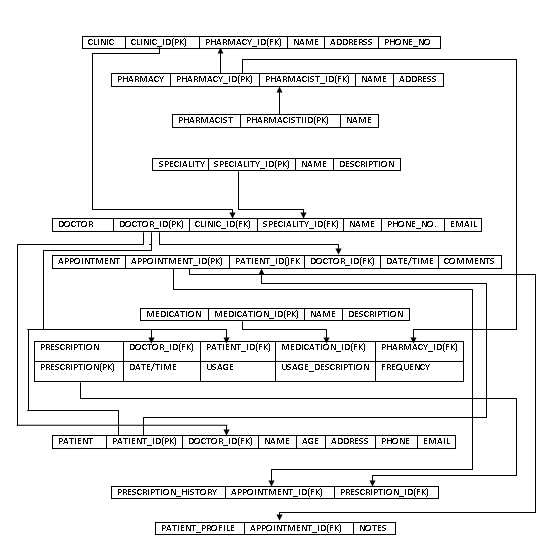 CLINIC CLINIC_ID(PK) PHARMACY_ID(FK) NAME ADDRERSS PHONE_NO
PHARMACY PHARMACY_ID(PK) PHARMACIST_ID(FK) NAME ADDRESS
PHARMACIST PHARMACISTIID(PK) NAME
SPECIALITY SPECIALITY_ID(PK) NAME DESCRIPTION
DOCTOR DOCTOR_ID(PK) CLINIC_ID(FK) SPECIALITY_ID(FK) NAME PHONE_NO. EMAIL
APPOINTMENT APPOINTMENT_ID(PK) PATIENT_ID()FK DOCTOR_ID(FK) DATE/TIME COMMENTS
MEDICATION MEDICATION_ID(PK) NAME DESCRIPTION
PRESCRIPTION DOCTOR_ID(FK) PATIENT_ID(FK) MEDICATION_ID(FK) PHARMACY_ID(FK)
PRESCRIPTION(PK) DATE/TIME USAGE USAGE_DESCRIPTION FREQUENCY
PATIENT PATIENT_ID(PK) DOCTOR_ID(FK) NAME AGE ADDRESS PHONE EMAIL
PRESCRIPTION_HISTORY APPOINTMENT_ID(FK) PRESCRIPTION_ID(FK)
PATIENT_PROFILE APPOINTMENT_ID(FK) NOTES